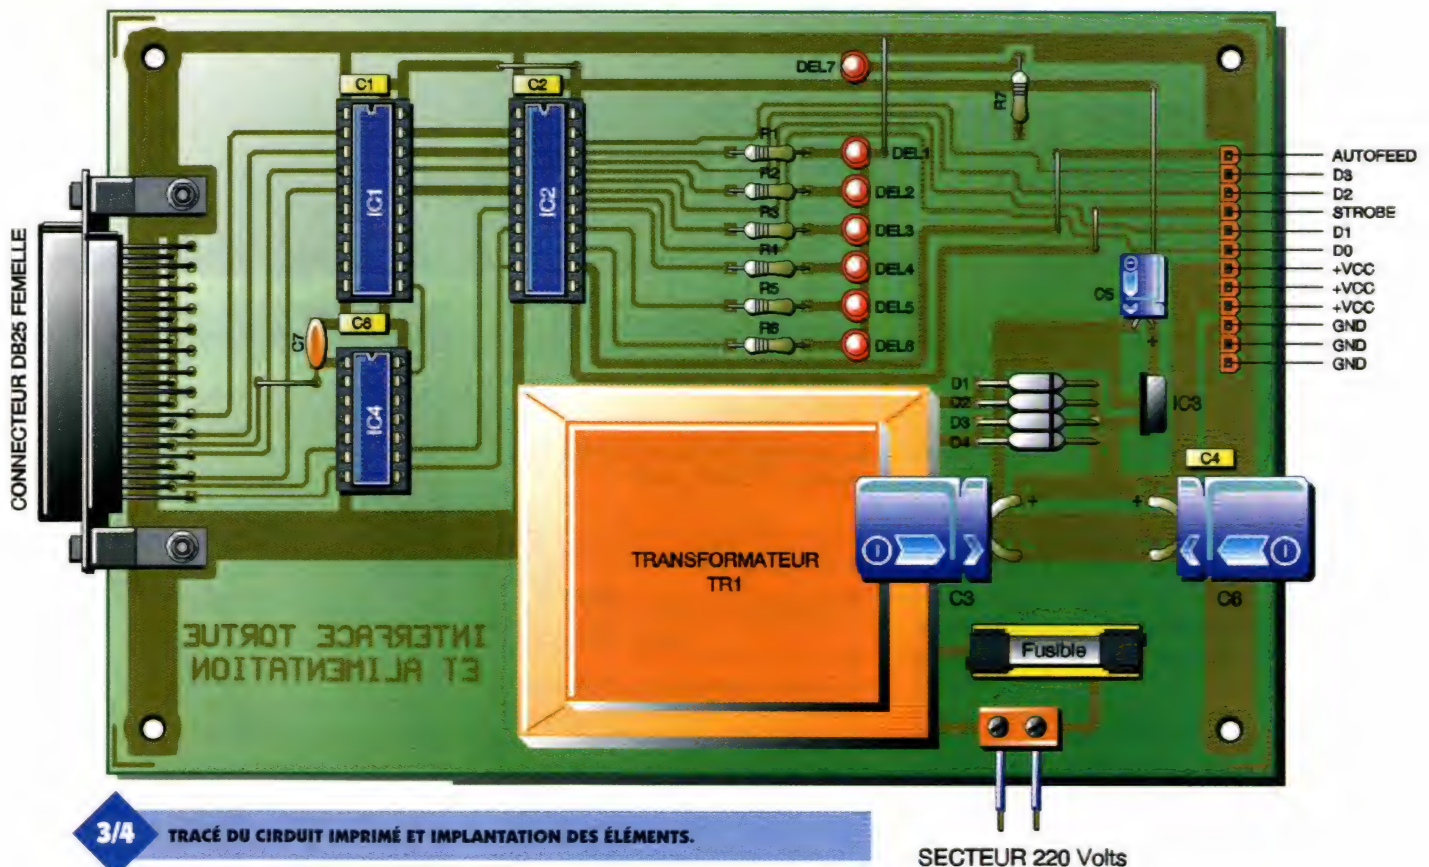 C1
C2
DEL7
R7
R1
DEL1
R2
DEL2
R3
DEL3
R4
DEL4
R5
DEL5
R6
DEL6
IC1
IC2
CONNECTEUR DB25 FEMELLE
C7
C8
IC4
AUTOFEED
D3
D2
STROBE
D1
D0
+VCC
+VCC
+VCC
GND
GND
GND
C5
+
D1
D2
D3
D4
IC3
C4
+
+
C3
C6
TRANSFORMATEUR
TR1
INTERFACE TORTUE
ET ALIMENTATION
Fusible
3/4
TRACÉ DU CIRDUIT IMPRIMÉ ET IMPLANTATION DES ÉLÉMENTS.
SECTEUR 220 Volts